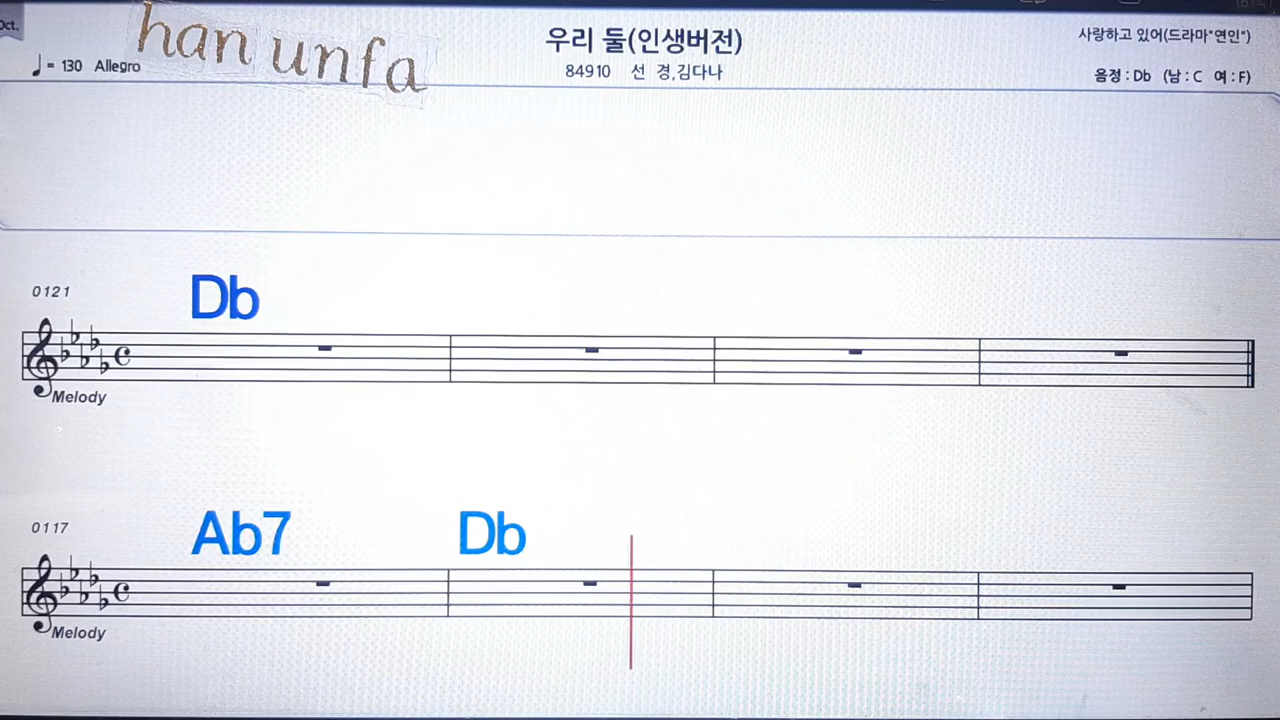 Oct.
han unfa
♩= 130 Allegro
우리 둘(인생버전)
84910 선 경,김다나
사랑하고 있어(드라마"연인")
음정 : Db (남 : C 여 : F)
0121
Db
Melody
0117
Ab7 Db
Melody